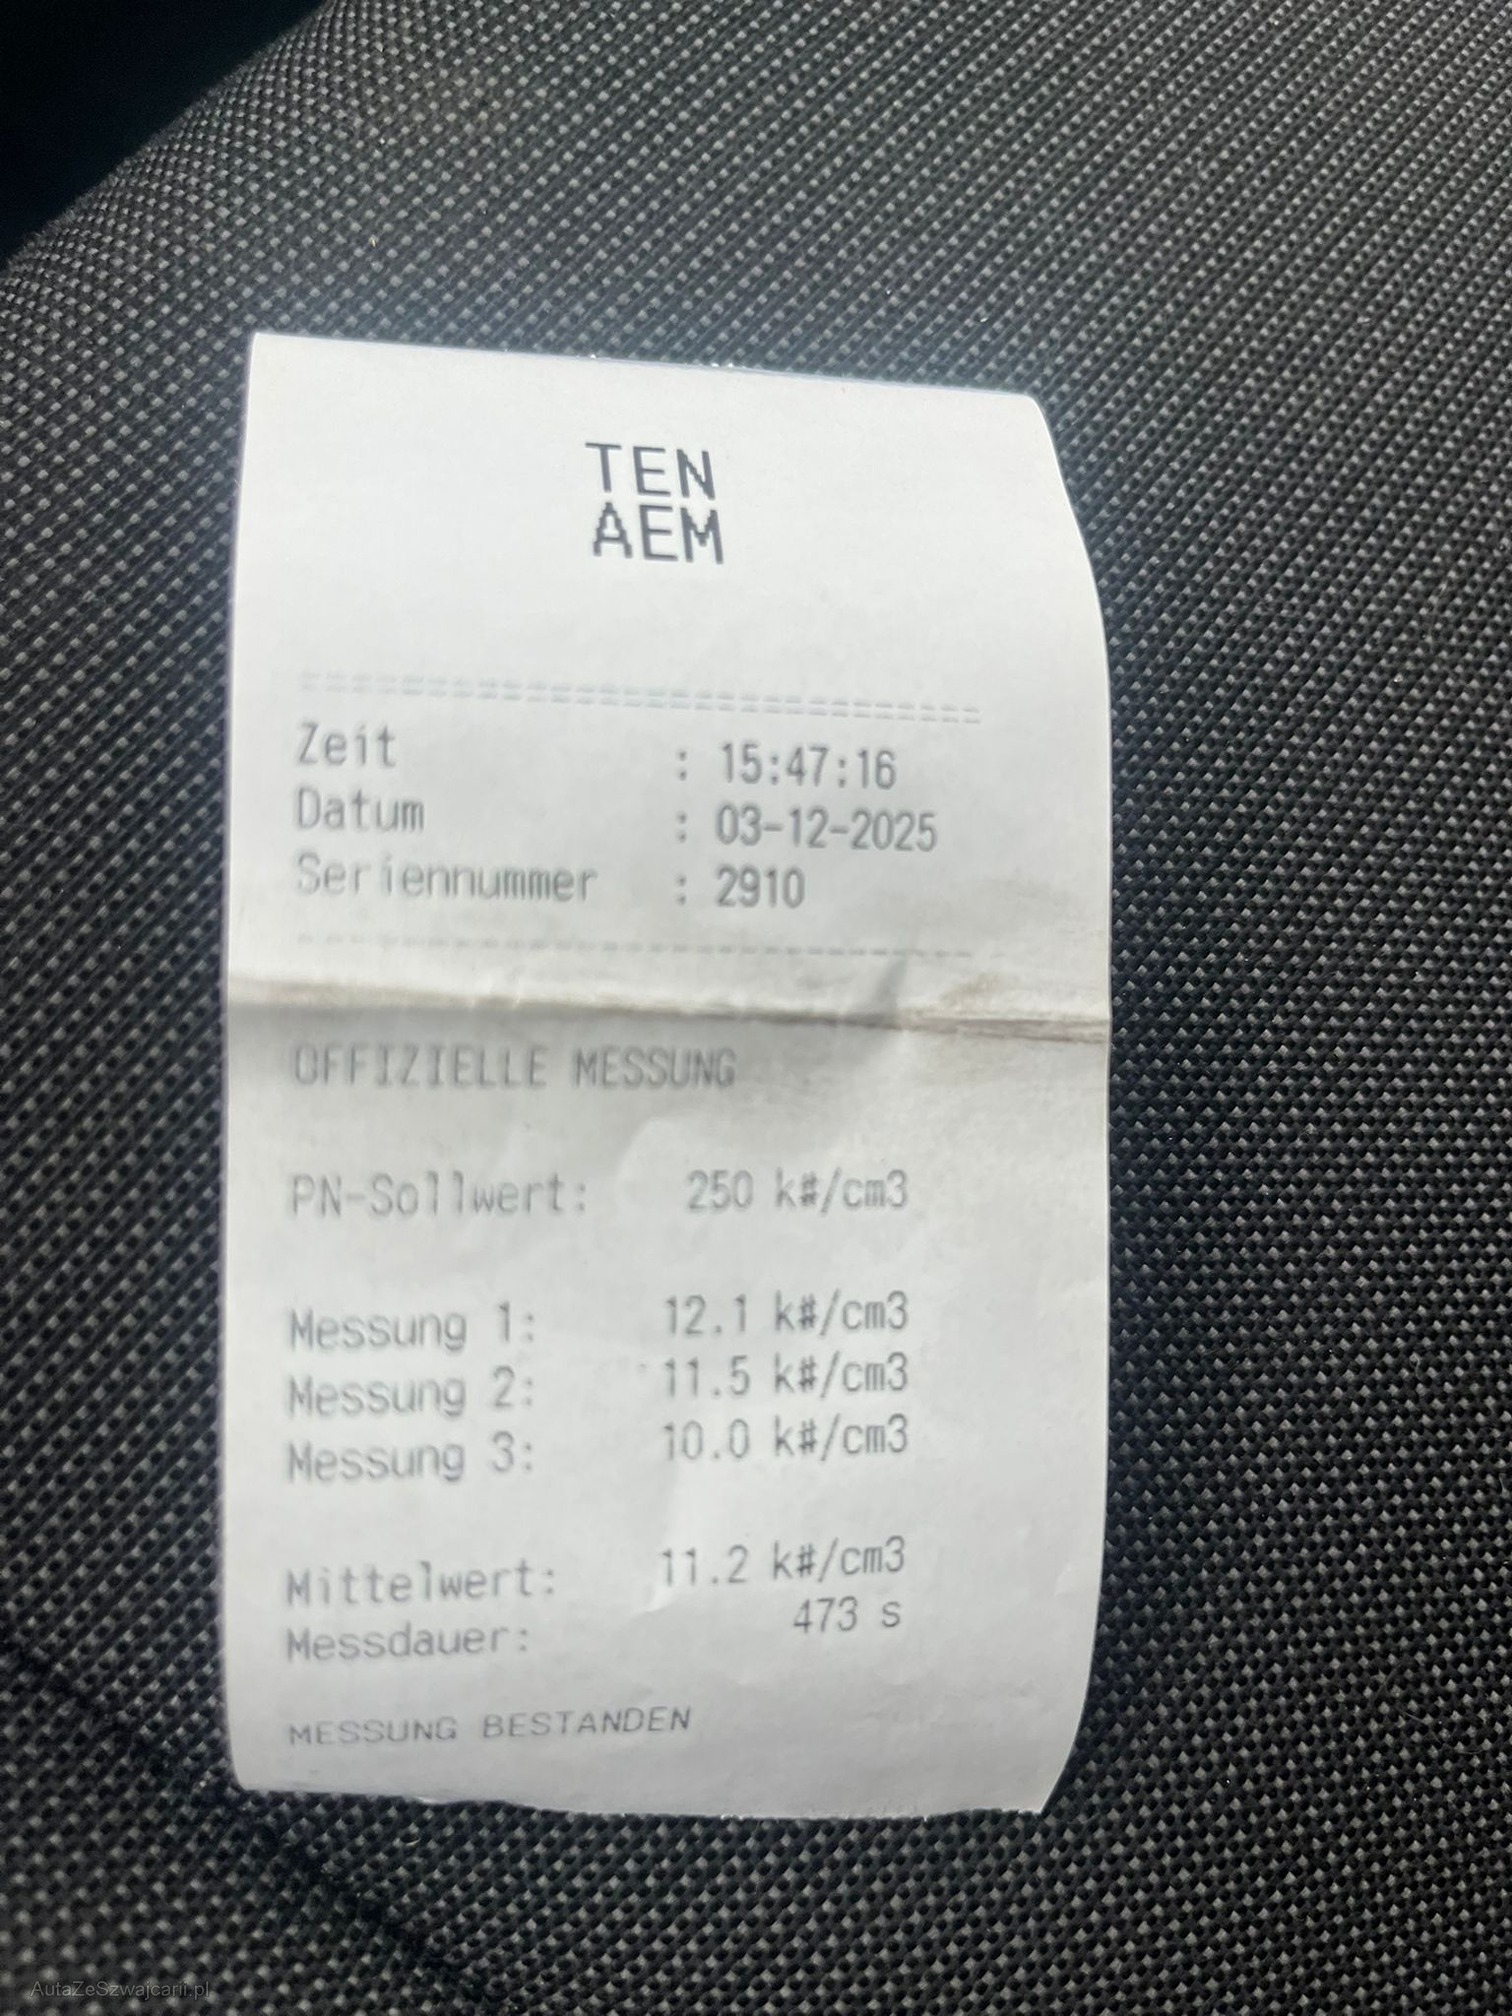 TEN
AEM
================================
Zeit : 15:47:16
Datum : 03-12-2025
Seriennummer : 2910
--------------------------------
OFFIZIELLE MESSUNG
PN-Sollwert: 250 k#/cm3
Messung 1: 12.1 k#/cm3
Messung 2: 11.5 k#/cm3
Messung 3: 10.0 k#/cm3
Mittelwert: 11.2 k#/cm3
Messdauer: 473 s
MESSUNG BESTANDEN
AutaZeSzwajcarii.pl